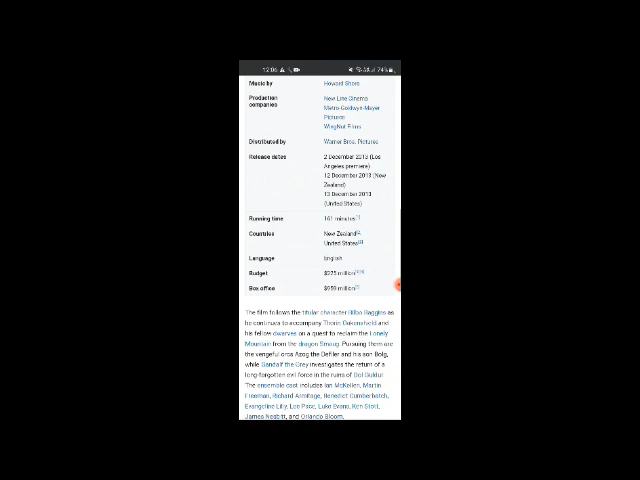 12:06 74%
Music by Howard Shore
Production companies New Line Cinema
Metro-Goldwyn-Mayer
Pictures
WingNut Films
Distributed by Warner Bros. Pictures
Release dates 2 December 2013 (Los
Angeles premiere)
12 December 2013 (New
Zealand)
13 December 2013
(United States)
Running time 161 minutes[1]
Countries New Zealand[2]
United States[2]
Language English
Budget
Box office
The film follows the titular character Bilbo Baggins as
he continues to accompany Thorin Oakenshield and
his fellow dwarves on a quest to reclaim the Lonely
Mountain from the dragon Smaug. Pursuing them are
the vengeful orcs Azog the Defiler and his son Bolg,
while Gandalf the Grey investigates the return of a
long-forgotten evil force in the ruins of Dol Guldur.
The ensemble cast includes Ian McKellen, Martin
Freeman, Richard Armitage, Benedict Cumberbatch,
Evangeline Lilly, Lee Pace, Luke Evans, Ken Stott,
James Nesbitt, and Orlando Bloom.